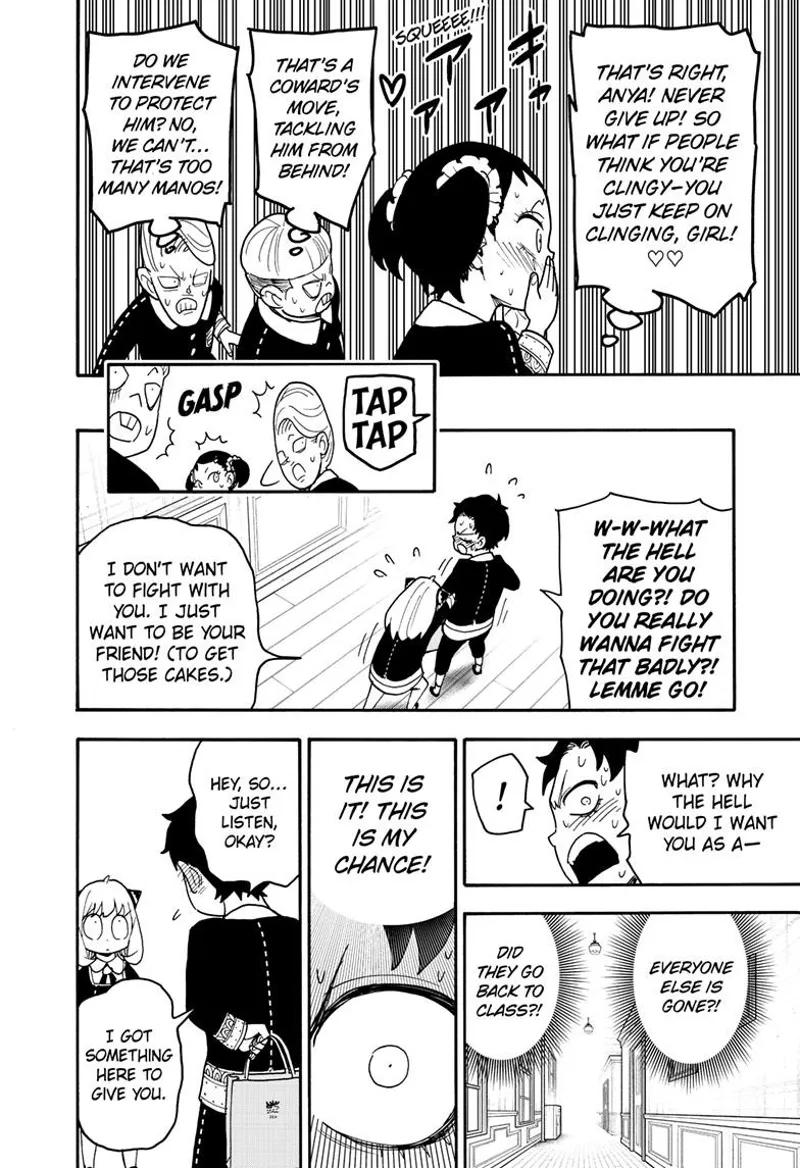 THAT'S RIGHT,
ANYA! NEVER
GIVE UP! SO
WHAT IF PEOPLE
THINK YOU'RE
CLINGY–YOU
JUST KEEP ON
CLINGING, GIRL!
♡♡
SQUEEEE!!!
キャアアア
THAT'S A
COWARD'S
MOVE,
TACKLING
HIM FROM
BEHIND!
DO WE
INTERVENE
TO PROTECT
HIM? NO,
WE CAN'T...
THAT'S TOO
MANY MANOS!
TAP
TAP
GASP
W-W-WHAT
THE HELL
ARE YOU
DOING?! DO
YOU REALLY
WANNA FIGHT
THAT BADLY?!
LEMME GO!
I DON'T WANT
TO FIGHT WITH
YOU. I JUST
WANT TO BE YOUR
FRIEND! (TO GET
THOSE CAKES.)
WHAT? WHY
THE HELL
WOULD I WANT
YOU AS A—
!
EVERYONE
ELSE IS
GONE?!
DID
THEY GO
BACK TO
CLASS?!
THIS IS
IT! THIS
IS MY
CHANCE!
HEY, SO...
JUST
LISTEN,
OKAY?
I GOT
SOMETHING
HERE TO
GIVE YOU.